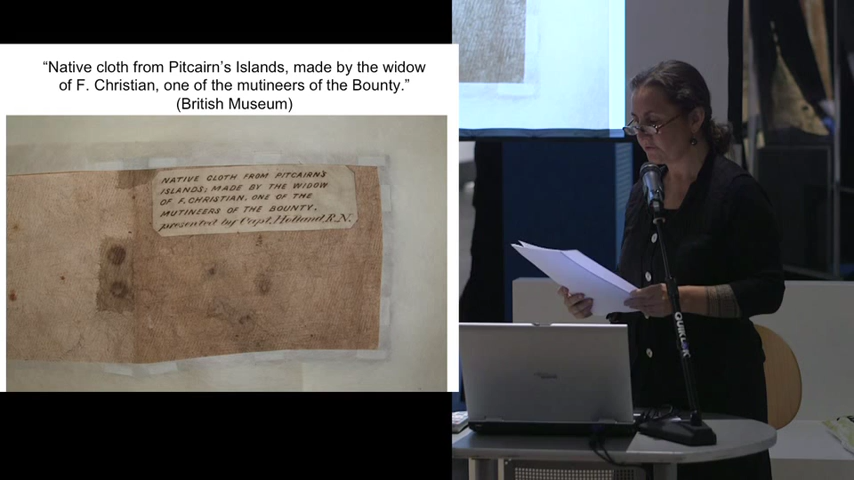 “Native cloth from Pitcairn’s Islands, made by the widow
of F. Christian, one of the mutineers of the Bounty.”
(British Museum)
NATIVE CLOTH FROM PITCAIRN'S
ISLANDS; MADE BY THE WIDOW
OF F. CHRISTIAN, ONE OF THE
MUTINEERS OF THE BOUNTY.
presented by Capt. Holland, R.N.
QUIKLOK